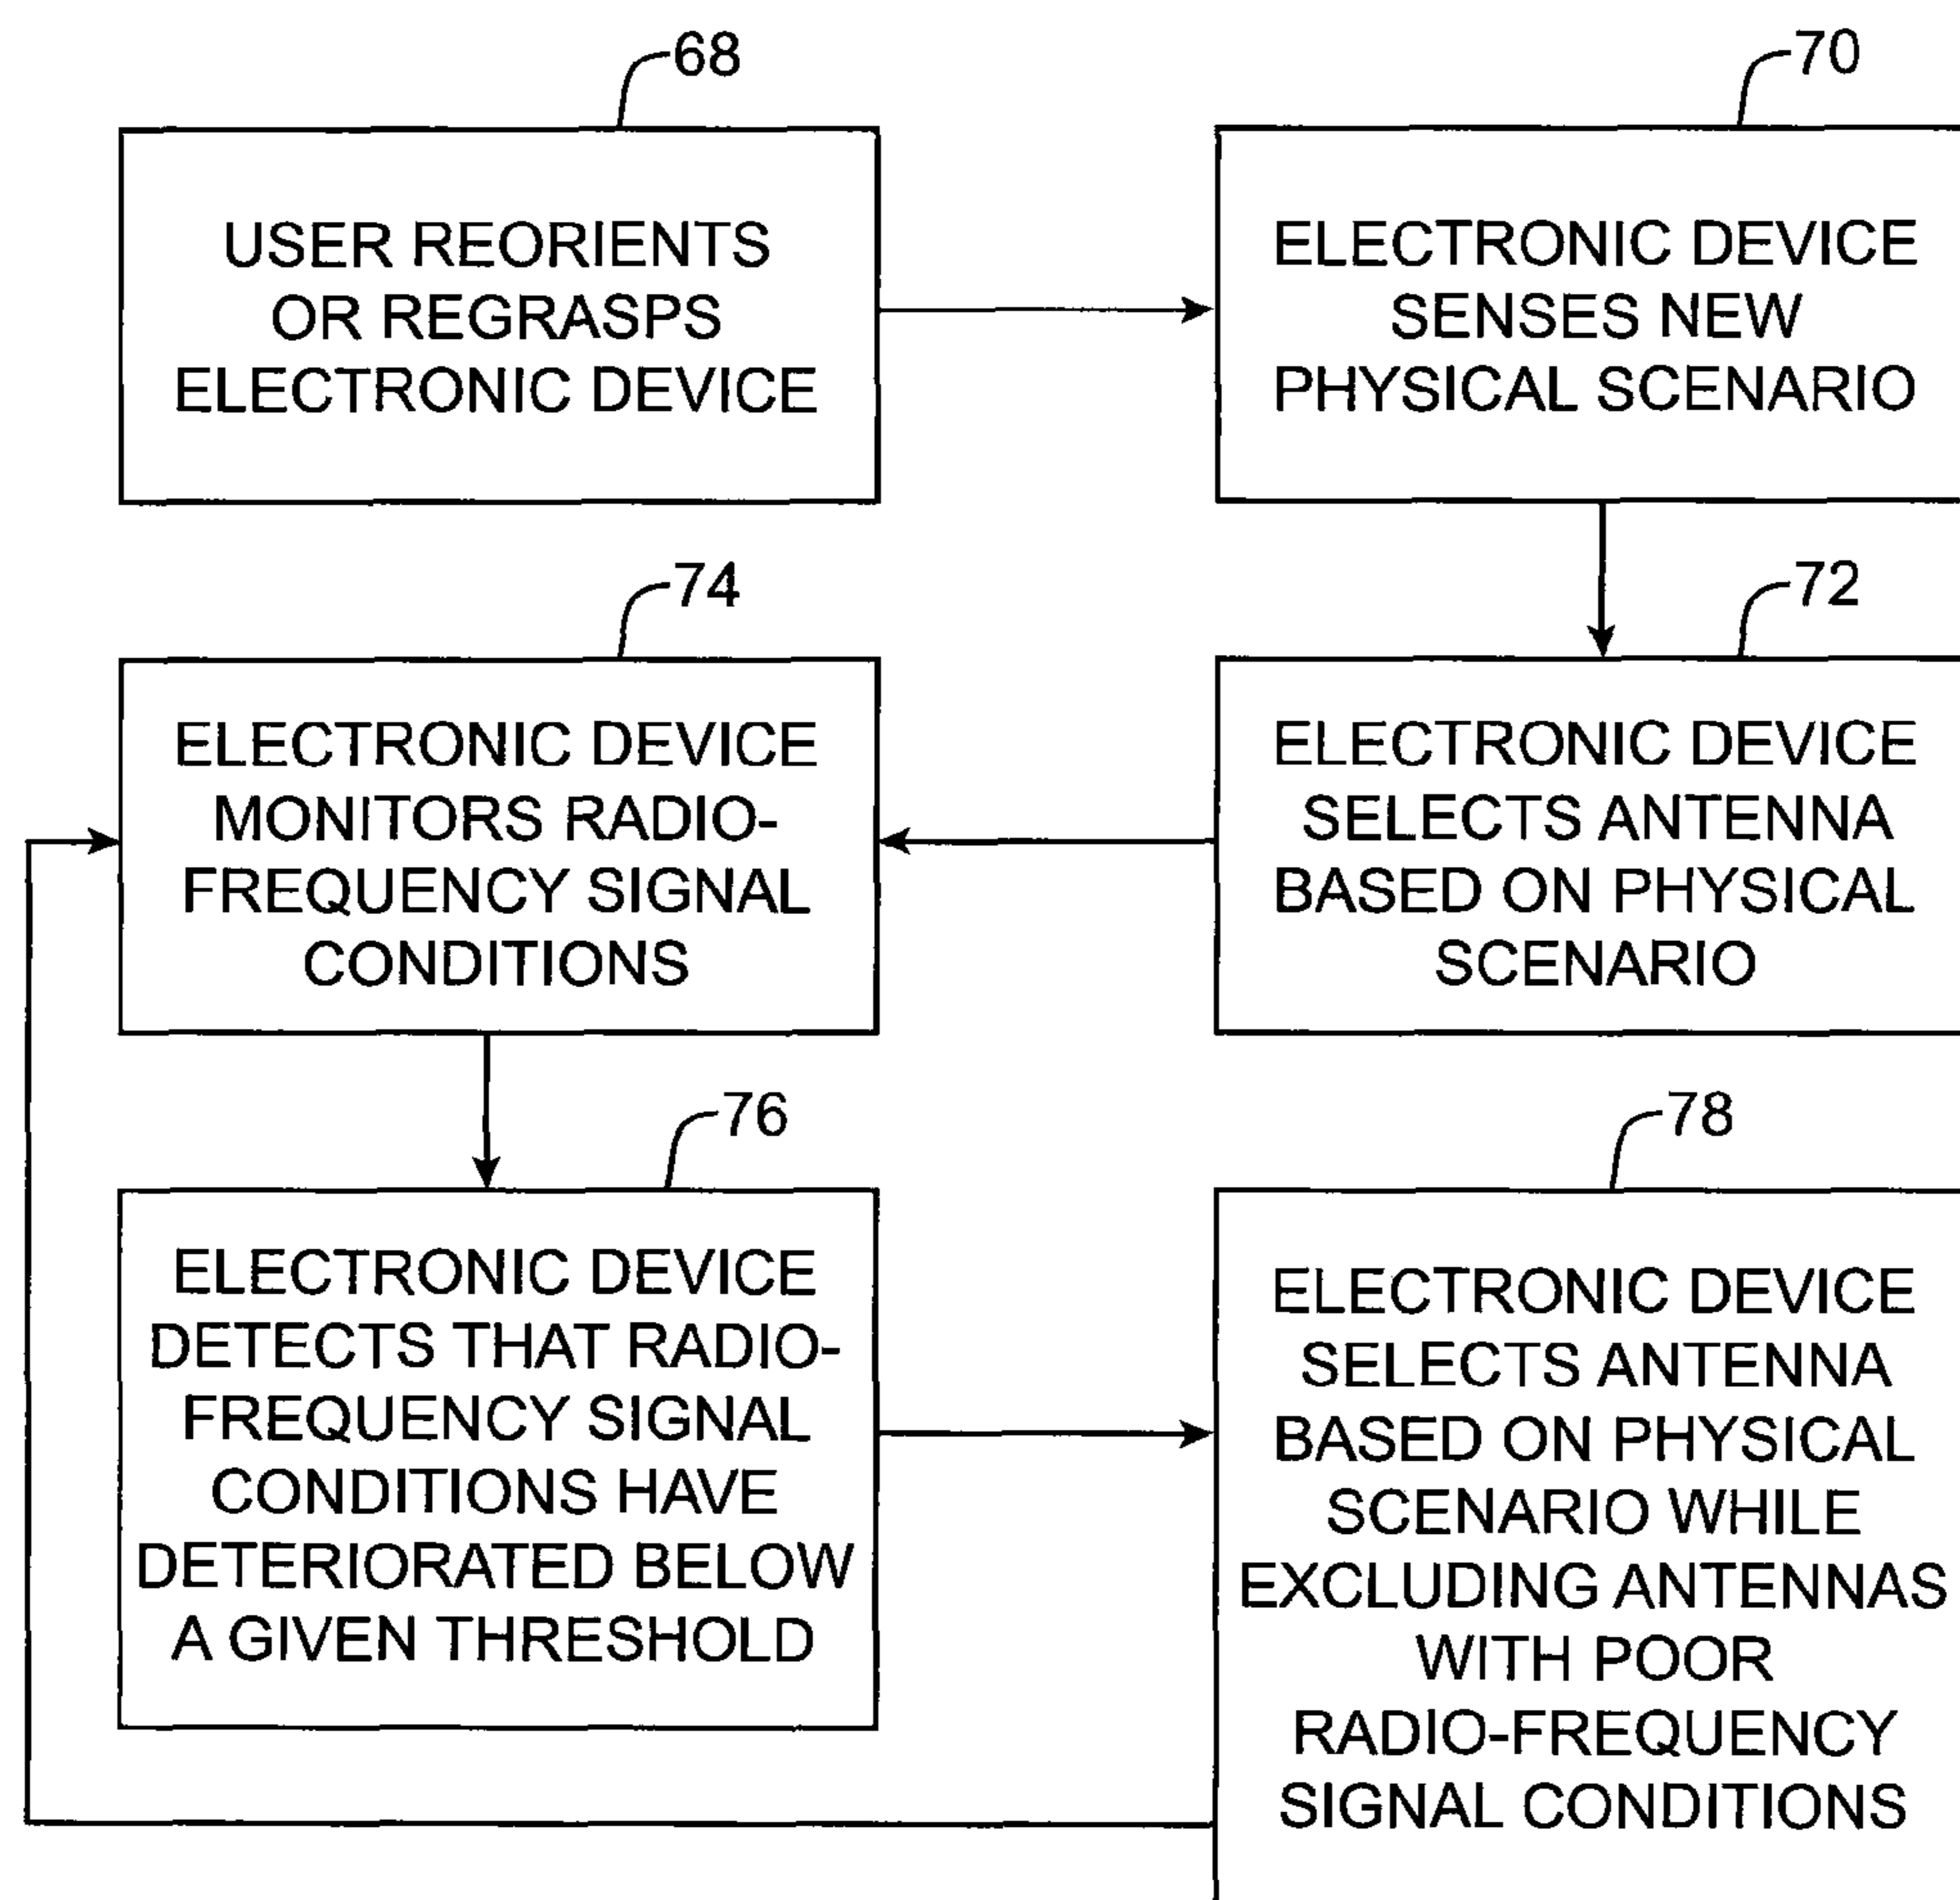 68
USER REORIENTS
OR REGRASPS
ELECTRONIC DEVICE
70
ELECTRONIC DEVICE
SENSES NEW
PHYSICAL SCENARIO
72
ELECTRONIC DEVICE
SELECTS ANTENNA
BASED ON PHYSICAL
SCENARIO
74
ELECTRONIC DEVICE
MONITORS RADIO-
FREQUENCY SIGNAL
CONDITIONS
76
ELECTRONIC DEVICE
DETECTS THAT RADIO-
FREQUENCY SIGNAL
CONDITIONS HAVE
DETERIORATED BELOW
A GIVEN THRESHOLD
78
ELECTRONIC DEVICE
SELECTS ANTENNA
BASED ON PHYSICAL
SCENARIO WHILE
EXCLUDING ANTENNAS
WITH POOR
RADIO-FREQUENCY
SIGNAL CONDITIONS